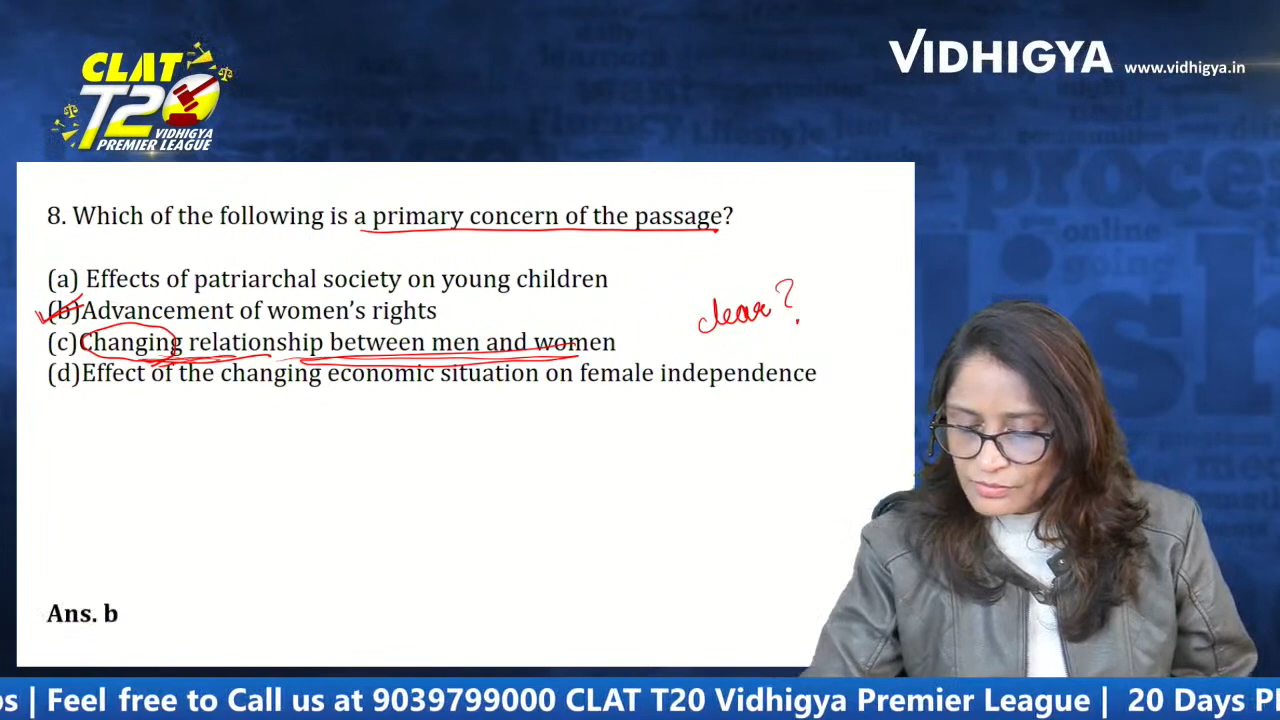 CLAT
T20
VIDHIGYA
PREMIER LEAGUE
VIDHIGYA www.vidhigya.in
8. Which of the following is a primary concern of the passage?
(a) Effects of patriarchal society on young children
(b)Advancement of women's rights
(c)Changing relationship between men and women
(d)Effect of the changing economic situation on female independence
clear?
Ans. b
| Feel free to Call us at 9039799000 CLAT T20 Vidhigya Premier League | 20 Days